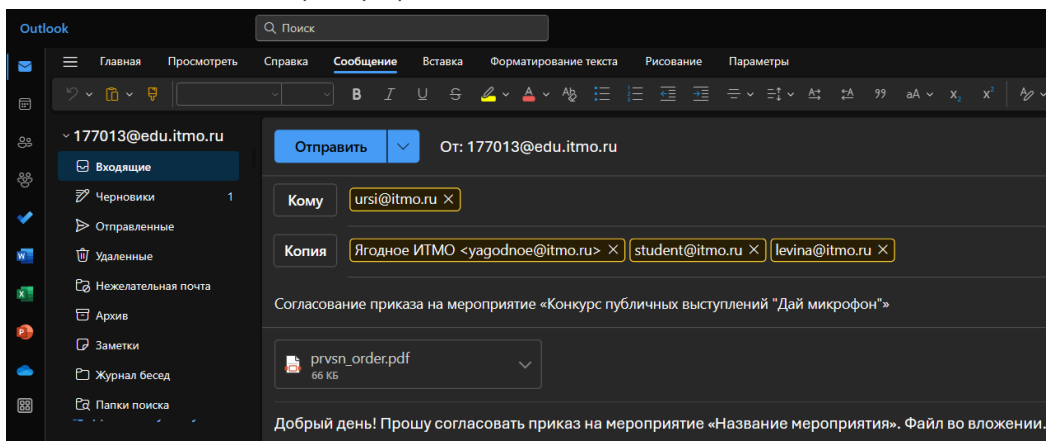 Outlook
Поиск
Главная Просмотреть Справка Сообщение Вставка Форматирование текста Рисование Параметры
177013@edu.itmo.ru
Отправить От: 177013@edu.itmo.ru
Входящие
Черновики 1
Кому ursi@itmo.ru
Отправленные
Удаленные
Копия Ягодное ИТМО <yagodnoe@itmo.ru> student@itmo.ru levina@itmo.ru
Нежелательная почта
Согласование приказа на мероприятие «Конкурс публичных выступлений "Дай микрофон"»
Архив
Заметки
prvsn_order.pdf
66 КБ
Журнал бесед
Папки поиска
Добрый день! Прошу согласовать приказ на мероприятие «Название мероприятия». Файл во вложении.